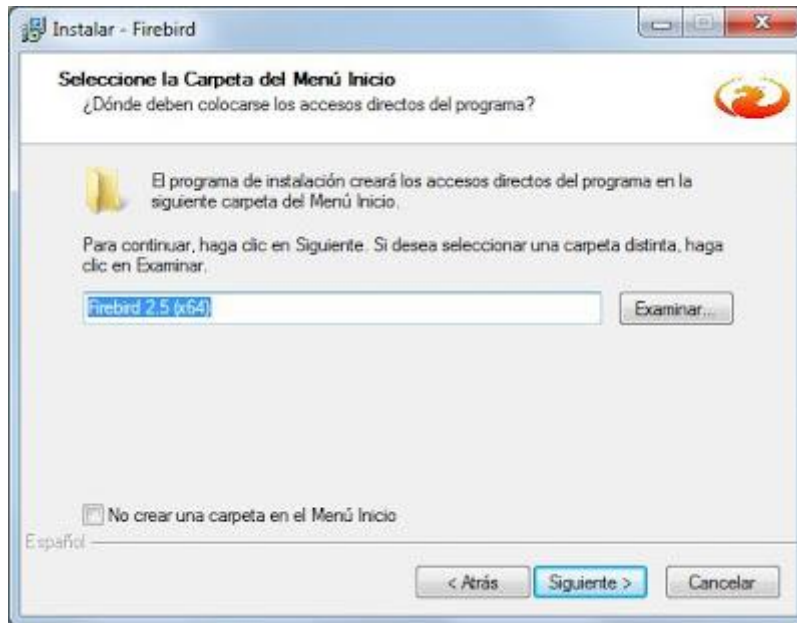 Instalar - Firebird
Seleccione la Carpeta del Menú Inicio
¿Dónde deben colocarse los accesos directos del programa?
El programa de instalación creará los accesos directos del programa en la
siguiente carpeta del Menú Inicio.
Para continuar, haga clic en Siguiente. Si desea seleccionar una carpeta distinta, haga
clic en Examinar.
Firebird 2.5 (x64)
Examinar...
No crear una carpeta en el Menú Inicio
Español
< Atrás
Siguiente >
Cancelar